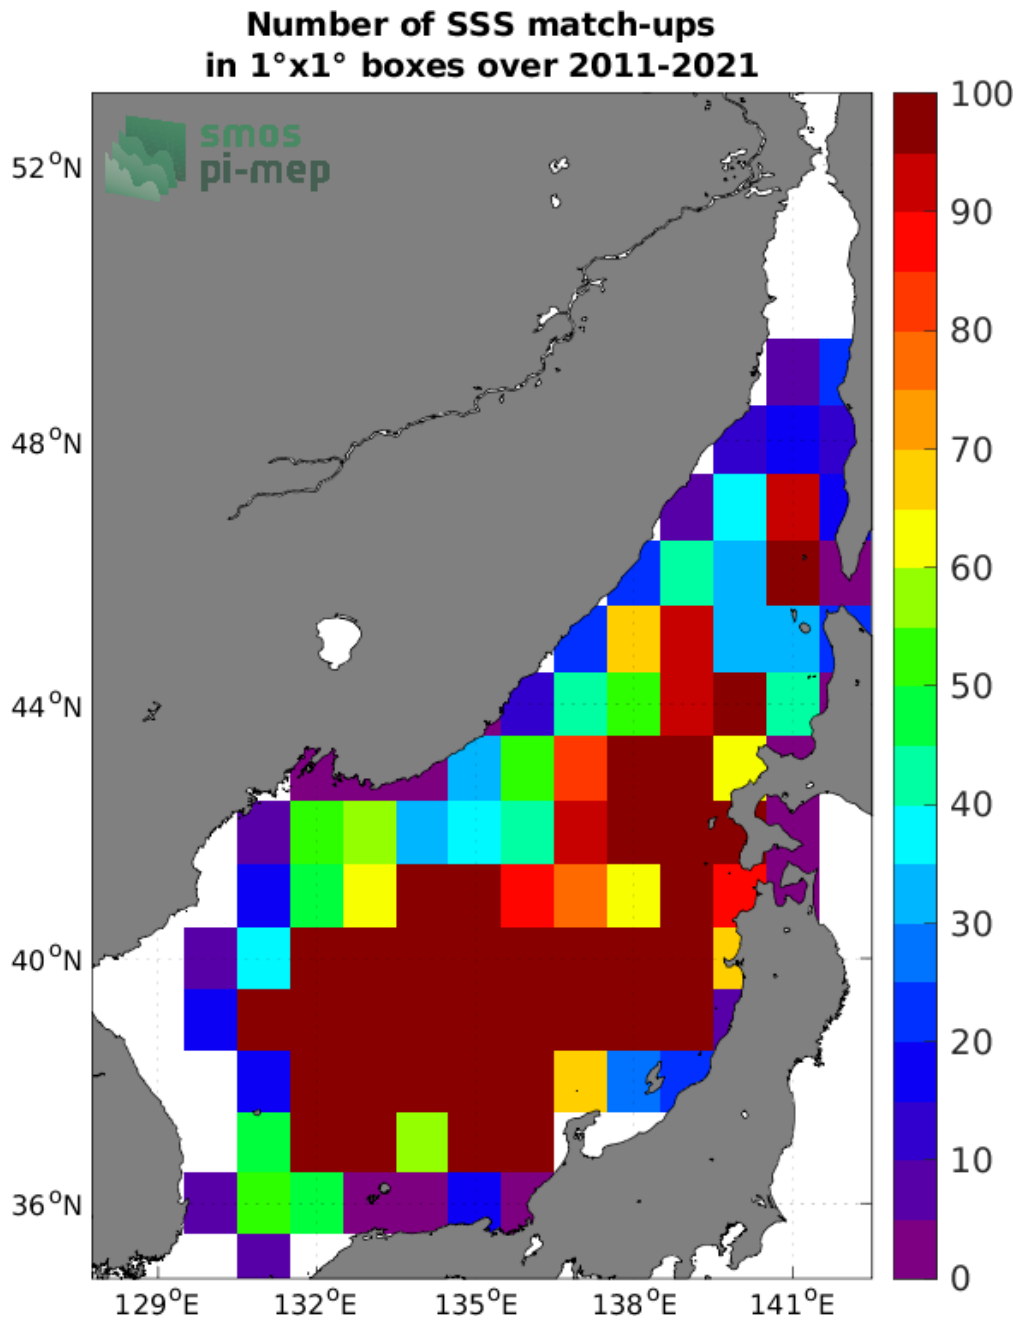 Number of SSS match-ups
in 1°x1° boxes over 2011-2021
smos
pi-mep
52°N
48°N
44°N
40°N
36°N
129°E
132°E
135°E
138°E
141°E
100
90
80
70
60
50
40
30
20
10
0